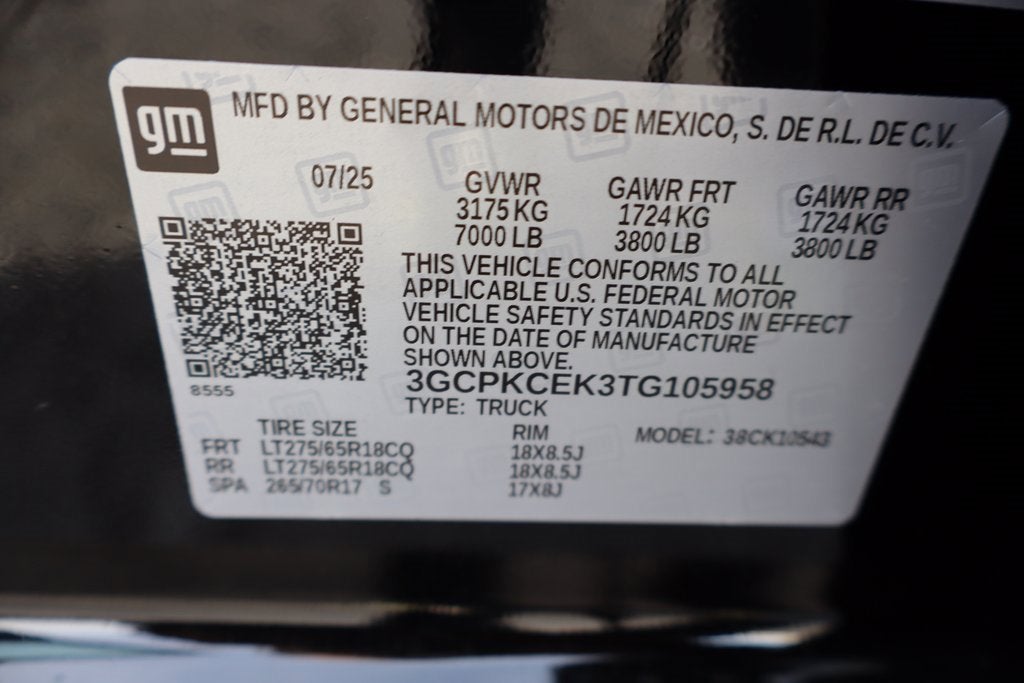 gm
MFD BY GENERAL MOTORS DE MEXICO, S. DE R.L. DE C.V.
07/25 GVWR GAWR FRT GAWR RR
3175 KG 1724 KG 1724 KG
7000 LB 3800 LB 3800 LB
THIS VEHICLE CONFORMS TO ALL
APPLICABLE U.S. FEDERAL MOTOR
VEHICLE SAFETY STANDARDS IN EFFECT
ON THE DATE OF MANUFACTURE
SHOWN ABOVE.
8555
3GCPKCEK3TG105958
TYPE: TRUCK
TIRE SIZE RIM MODEL: 38CK10543
FRT LT275/65R18CQ 18X8.5J
RR LT275/65R18CQ 18X8.5J
SPA 265/70R17 S 17X8J